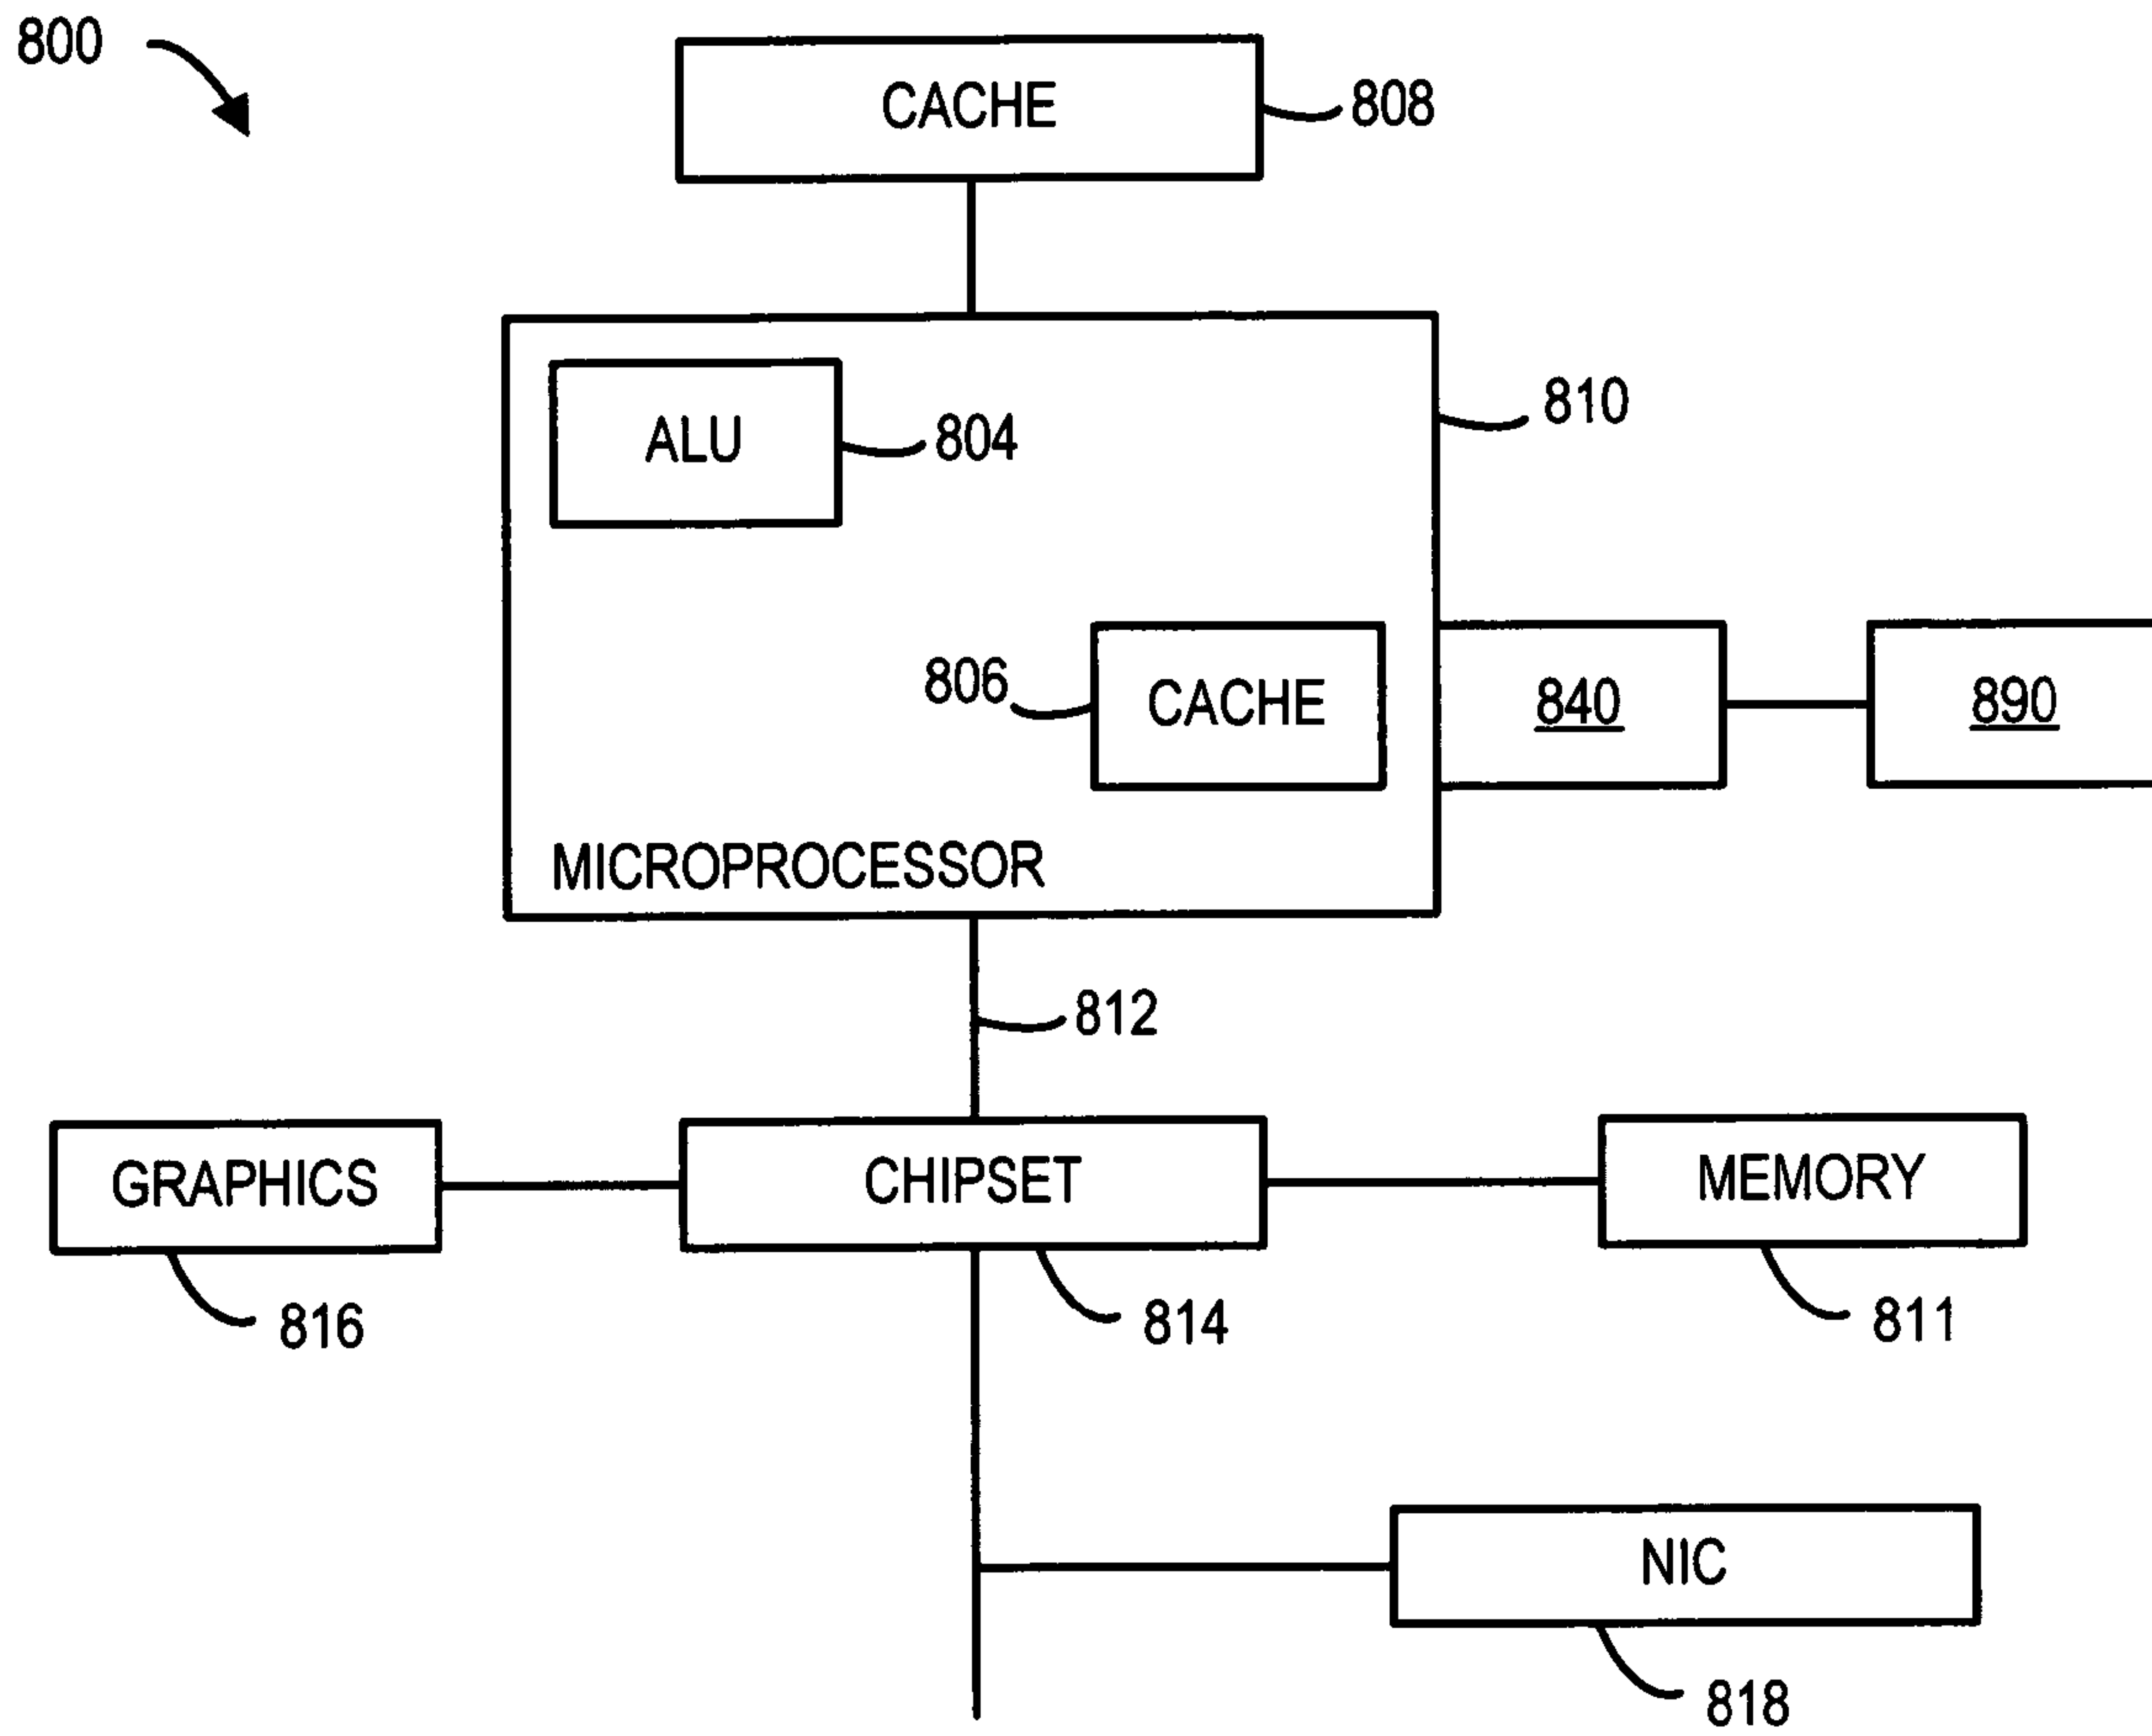 800
CACHE
808
ALU
804
810
806
CACHE
840
890
MICROPROCESSOR
812
GRAPHICS
CHIPSET
MEMORY
816
814
811
NIC
818